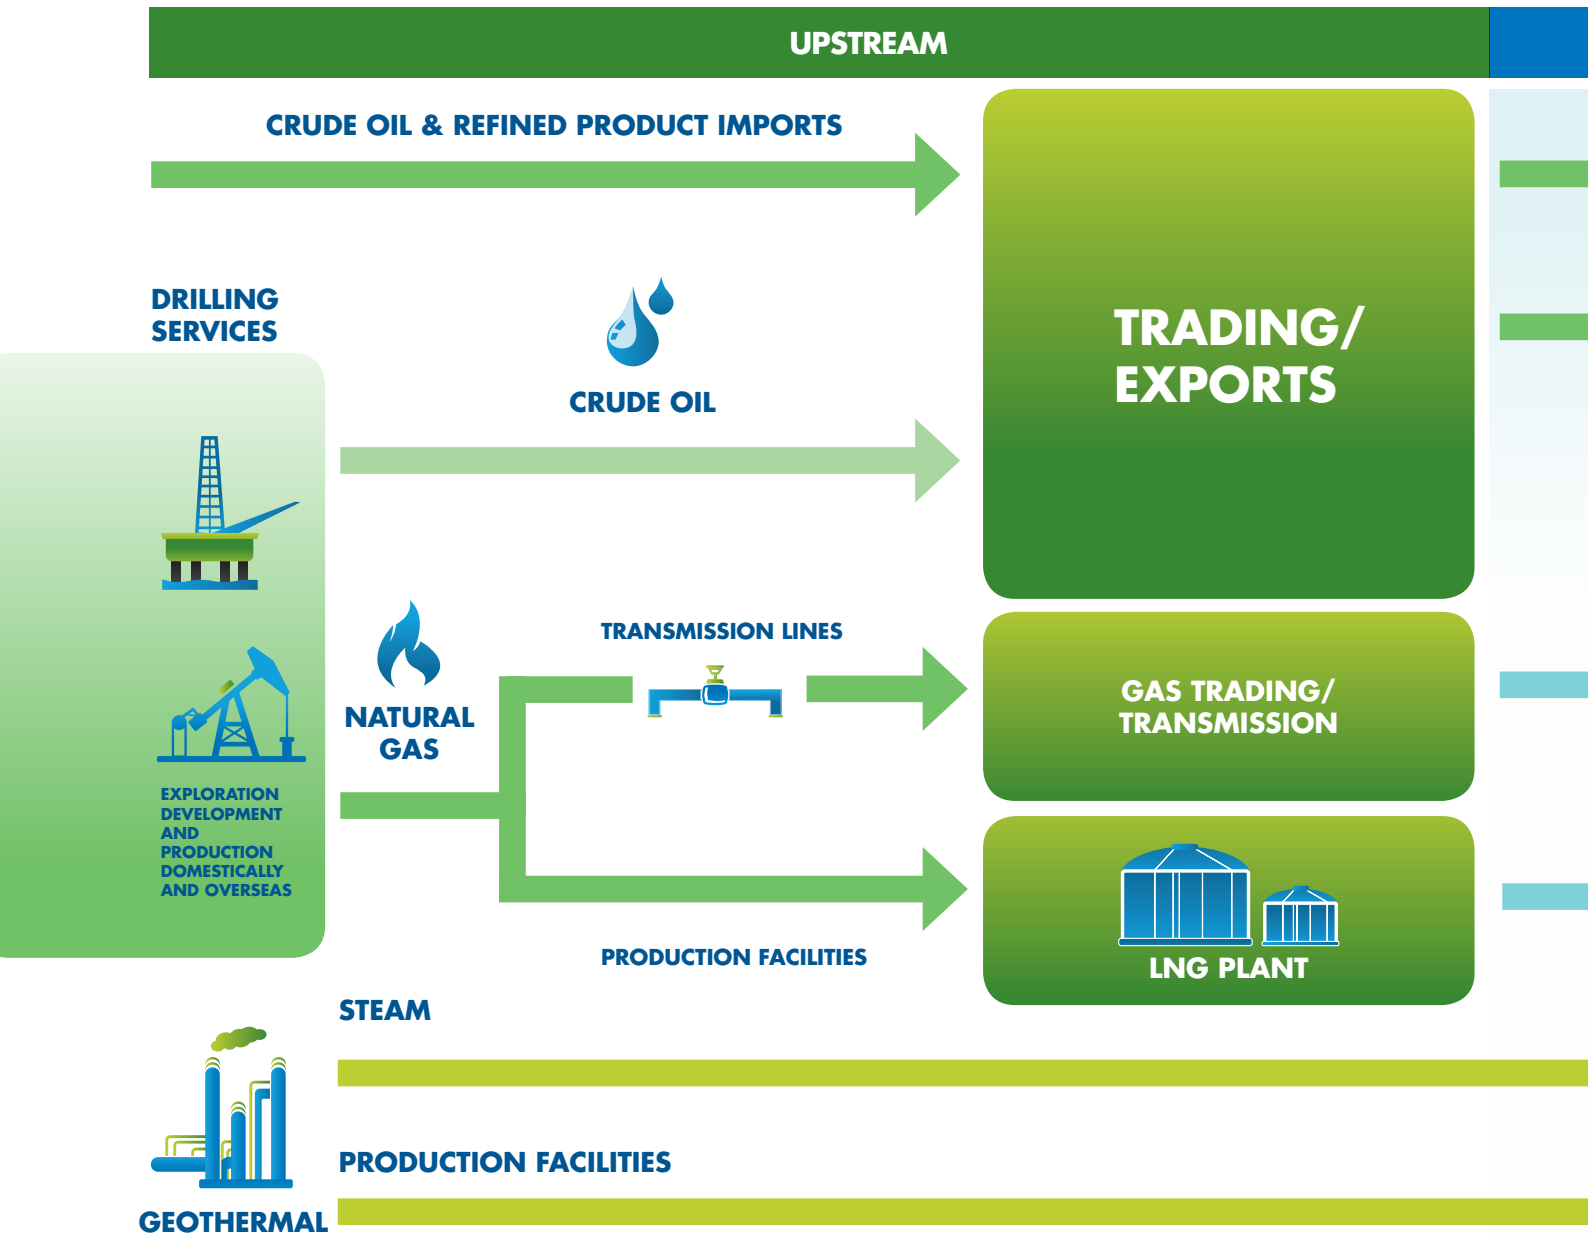 UPSTREAM
CRUDE OIL & REFINED PRODUCT IMPORTS
DRILLING
SERVICES
CRUDE OIL
TRADING/
EXPORTS
EXPLORATION
DEVELOPMENT
AND
PRODUCTION
DOMESTICALLY
AND OVERSEAS
NATURAL
GAS
TRANSMISSION LINES
GAS TRADING/
TRANSMISSION
PRODUCTION FACILITIES
LNG PLANT
STEAM
PRODUCTION FACILITIES
GEOTHERMAL